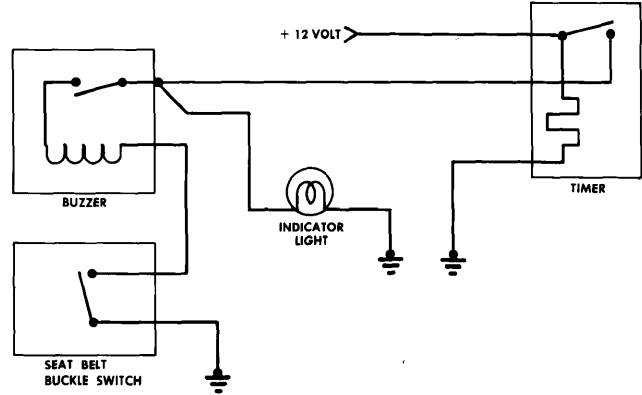 + 12 VOLT
BUZZER
TIMER
INDICATOR
LIGHT
SEAT BELT
BUCKLE SWITCH